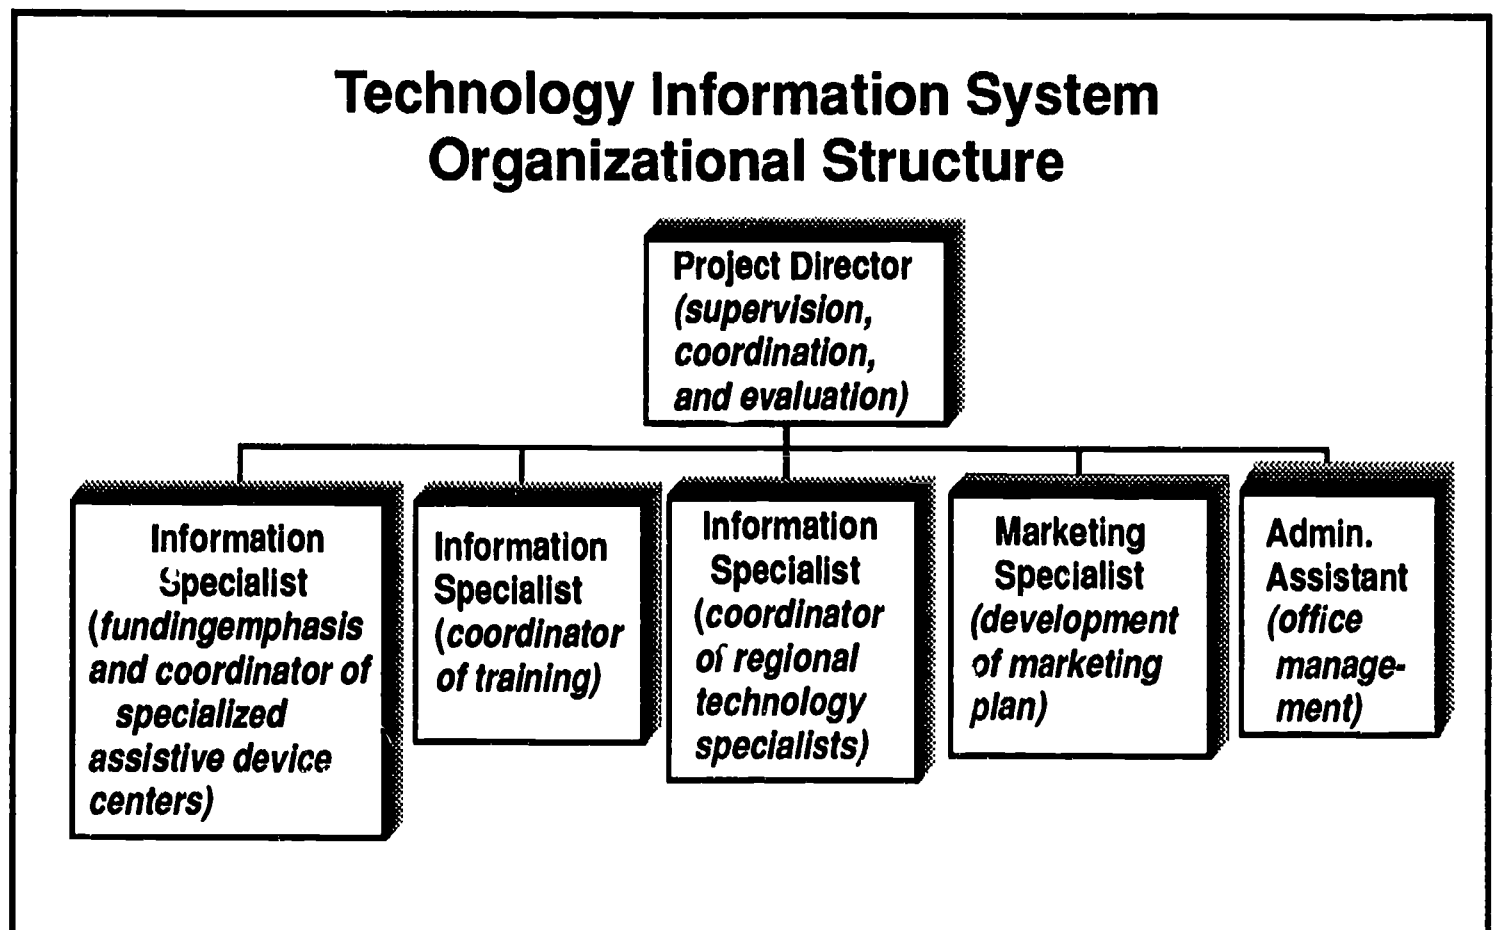 Technology Information System
Organizational Structure
Project Director
(supervision,
coordination,
and evaluation)
Information
Specialist
(fundingemphasis
and coordinator of
specialized
assistive device
centers)
Information
Specialist
(coordinator
of training)
Information
Specialist
(coordinator
of regional
technology
specialists)
Marketing
Specialist
(development
of marketing
plan)
Admin.
Assistant
(office
manage-
ment)